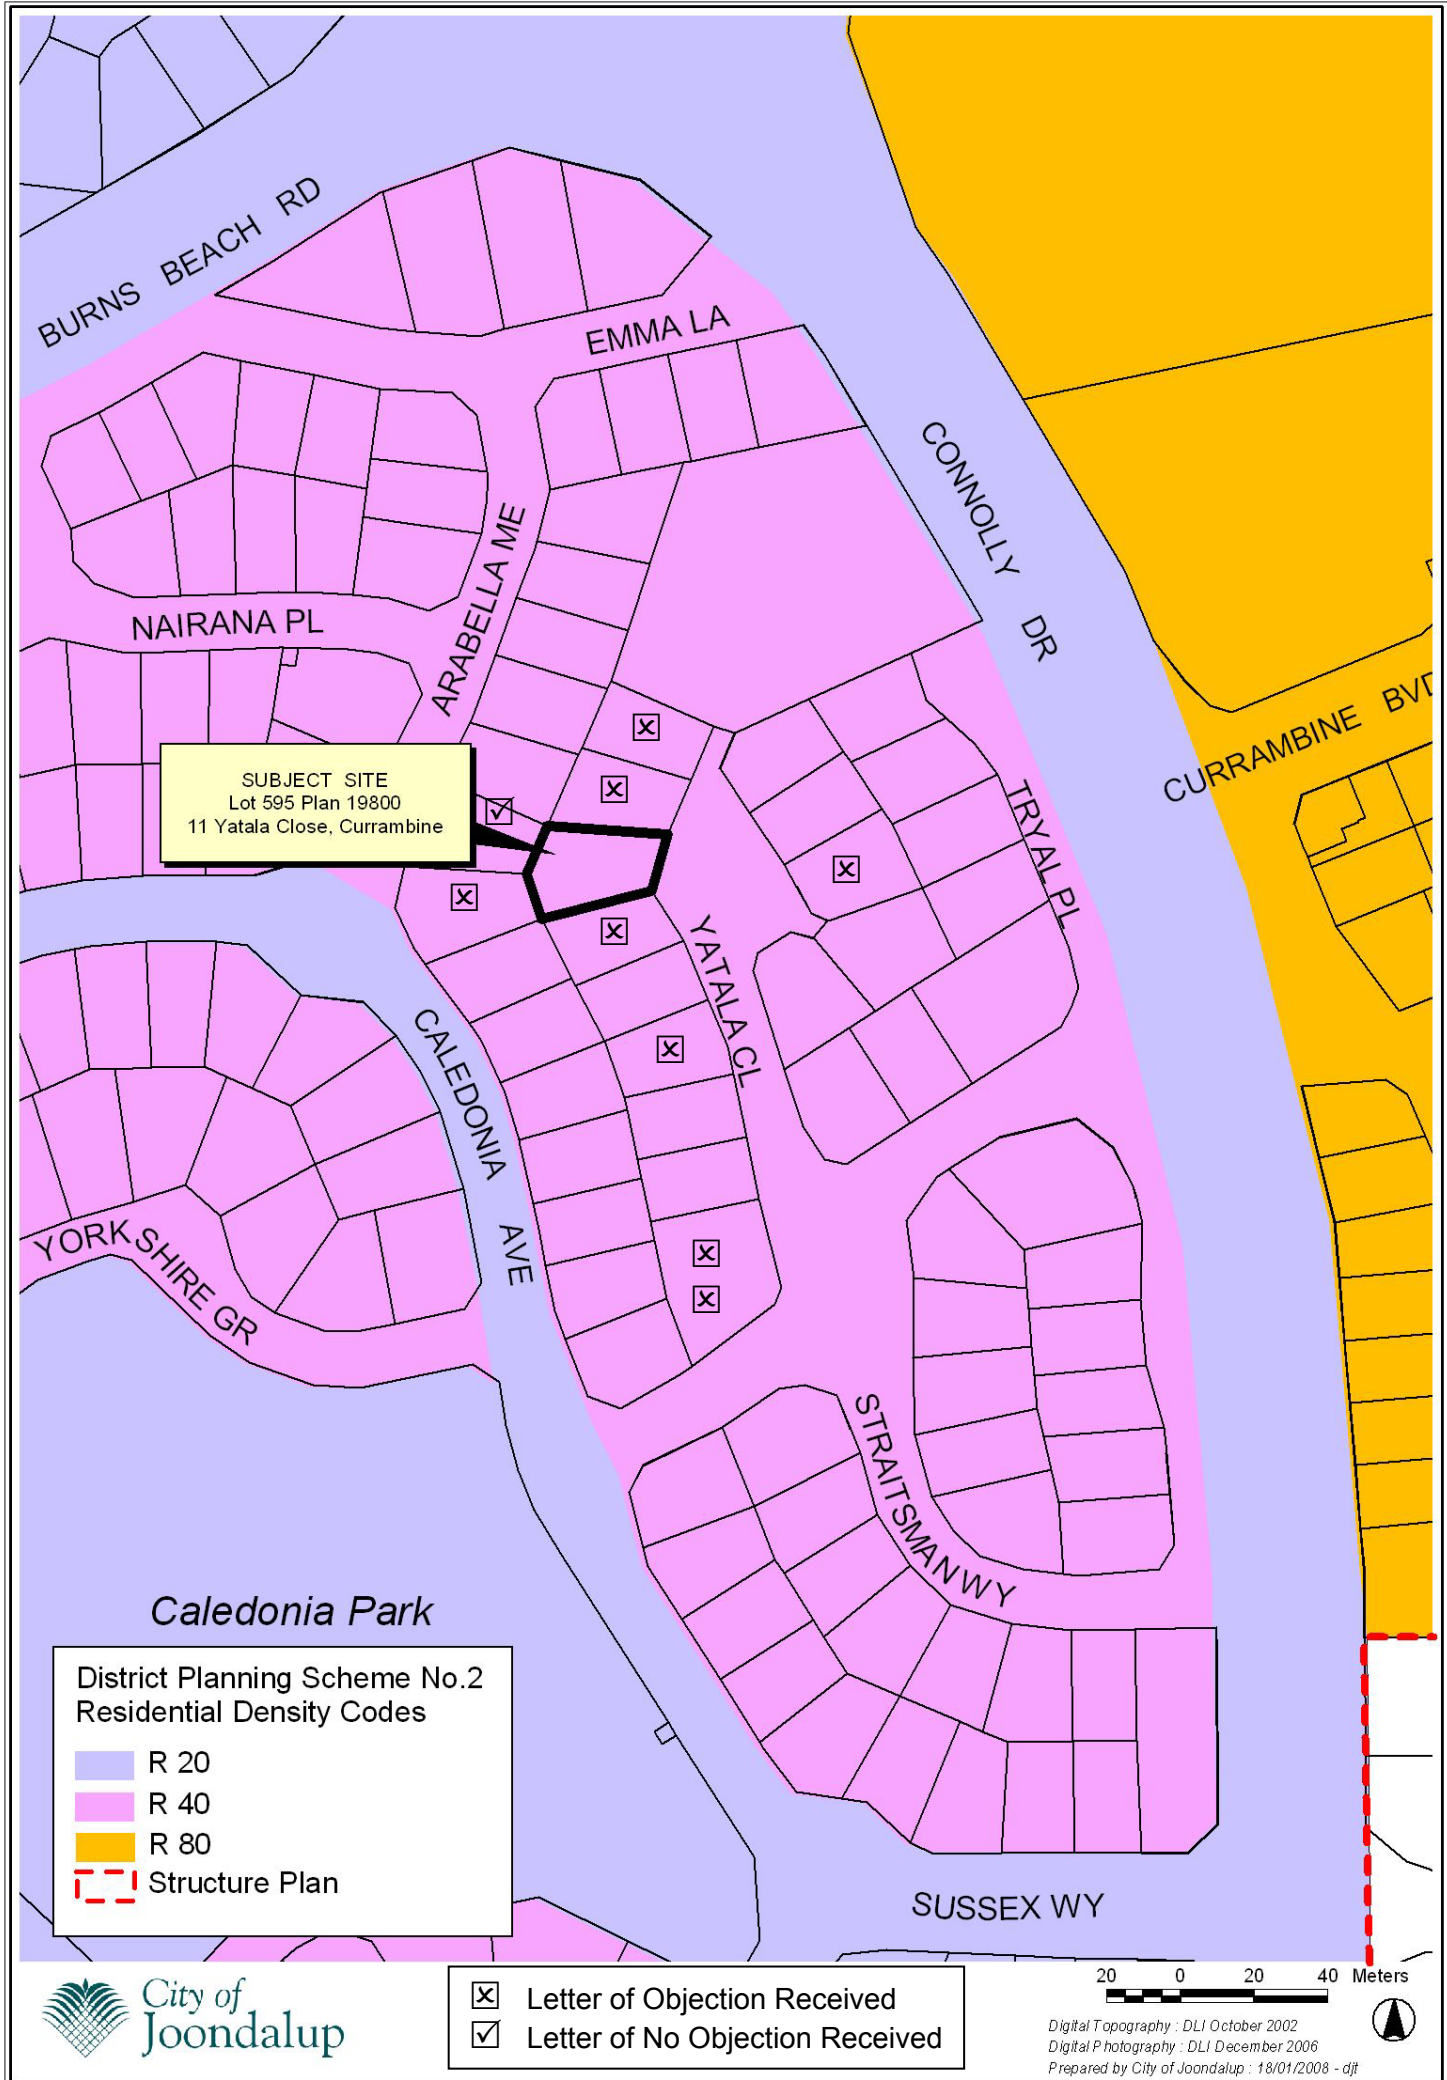 BURNS BEACH RD
EMMA LA
CONNOLLY DR
ARABELLA ME
NAIRANA PL
CURRAMBINE BVD
SUBJECT SITE
Lot 595 Plan 19800
11 Yatala Close, Currambine
TRYAL PL
YATALA CL
CALEDONIA AVE
YORKSHIRE GR
STRAITSMAN WY
Caledonia Park
District Planning Scheme No.2
Residential Density Codes
R 20
R 40
R 80
Structure Plan
SUSSEX WY
City of
Joondalup
Letter of Objection Received
Letter of No Objection Received
20 0 20 40 Meters
Digital Topography : DLI October 2002
Digital Photography : DLI December 2006
Prepared by City of Joondalup : 18/01/2008 - djt